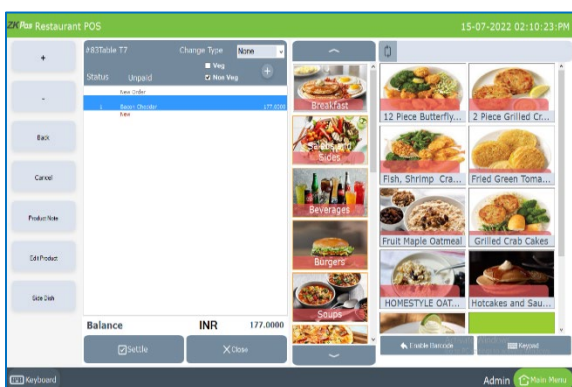 ZKPos Restaurant POS
15-07-2022 02:10:23:PM
+
-
Back
Cancel
Product Note
Edit Product
Side Dish
#83Table T7
Change Type
None
Veg
Non Veg
+
Status
Unpaid
New Order
1
177.0000
New
Balance
INR
177.0000
Settle
Close
Breakfast
Salads and
Sides
Beverages
Burgers
Soups
12 Piece Butterfly...
2 Piece Grilled Cr...
Fish, Shrimp Cra...
Fried Green Toma...
Fruit Maple Oatmeal
Grilled Crab Cakes
HOMESTYLE OAT...
Hotcakes and Sau...
Enable Barcode
Keypad
Keyboard
Admin
Main Menu